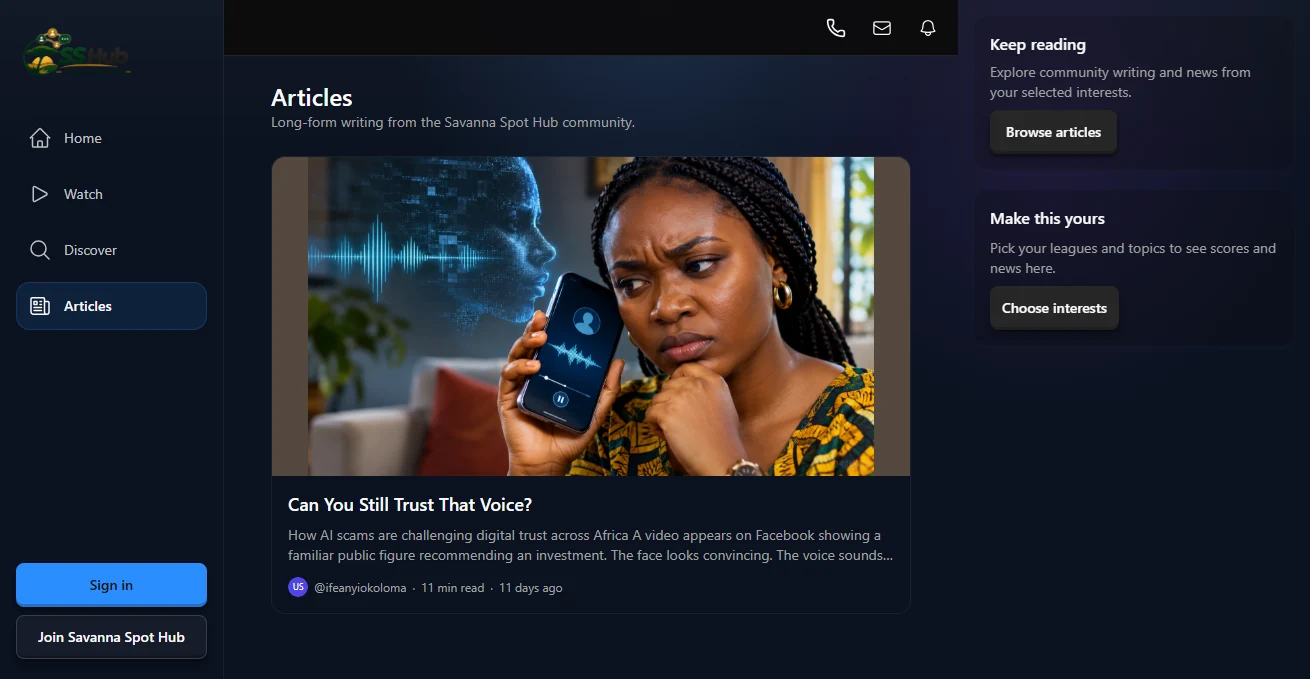 SSHub
Home
Watch
Discover
Articles
Sign in
Join Savanna Spot Hub
Articles
Long-form writing from the Savanna Spot Hub community.
Can You Still Trust That Voice?
How AI scams are challenging digital trust across Africa A video appears on Facebook showing a
familiar public figure recommending an investment. The face looks convincing. The voice sounds...
US @ifeanyiokoloma · 11 min read · 11 days ago
Keep reading
Explore community writing and news from
your selected interests.
Browse articles
Make this yours
Pick your leagues and topics to see scores and
news here.
Choose interests